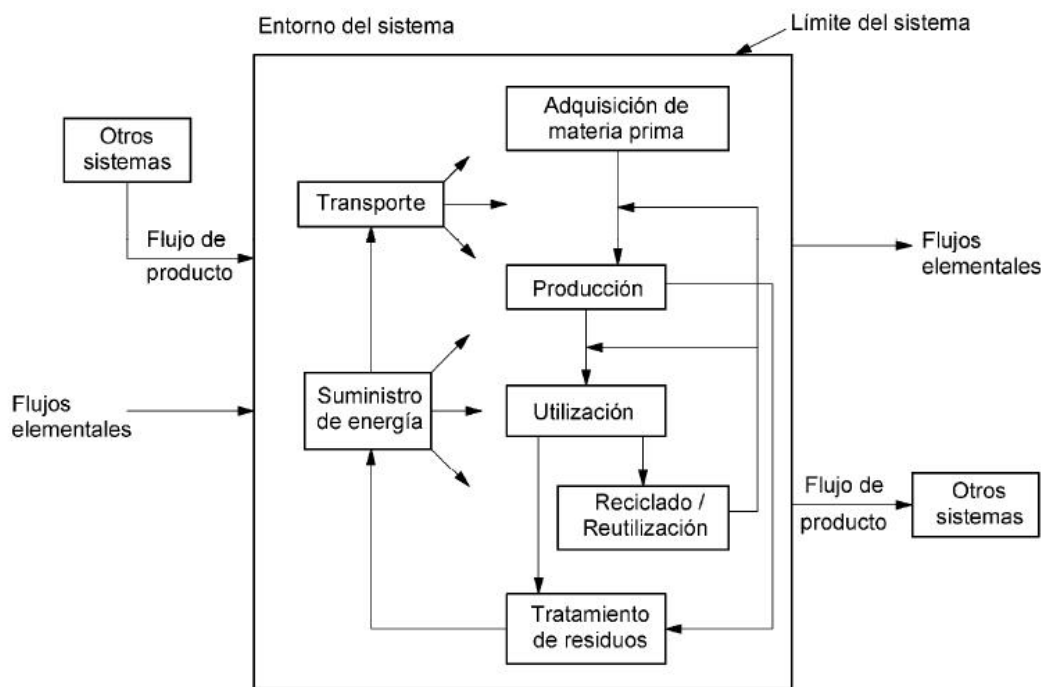 Entorno del sistema
Límite del sistema
Adquisición de
materia prima
Otros
sistemas
Transporte
Flujo de
producto
Flujos
elementales
Producción
Suministro
de energía
Utilización
Flujos
elementales
Reciclado /
Reutilización
Flujo de
producto
Otros
sistemas
Tratamiento
de residuos